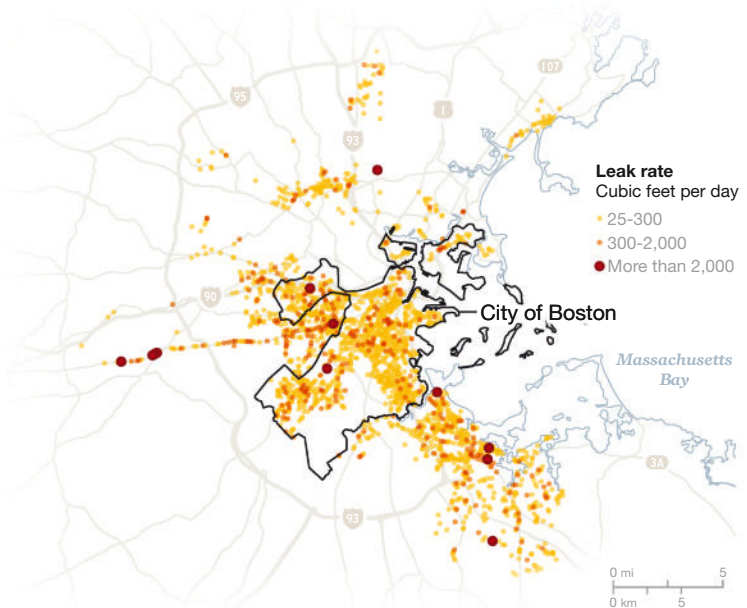 107
95
1
93
Leak rate
Cubic feet per day
25-300
300-2,000
More than 2,000
90
City of Boston
Massachusetts
Bay
3A
93
0 mi 5
0 km 5